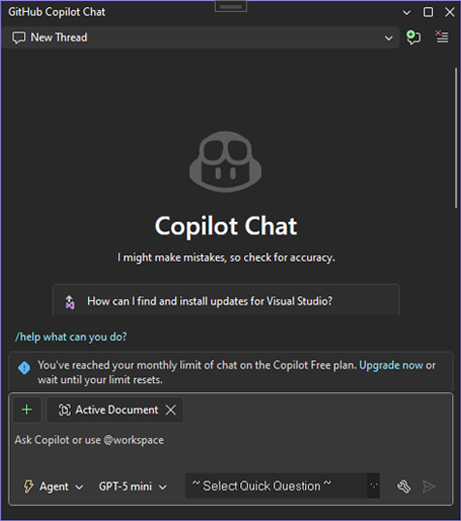 GitHub Copilot Chat
New Thread
Copilot Chat
I might make mistakes, so check for accuracy.
How can I find and install updates for Visual Studio?
/help what can you do?
You've reached your monthly limit of chat on the Copilot Free plan. Upgrade now or
wait until your limit resets.
Active Document
Ask Copilot or use @workspace
Agent GPT-5 mini ~ Select Quick Question ~